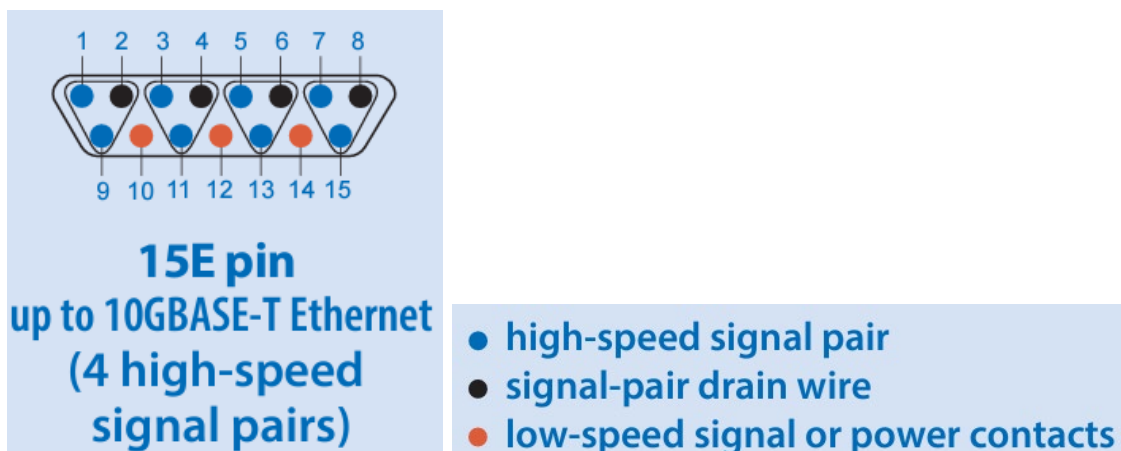 1 2 3 4 5 6 7 8
9 10 11 12 13 14 15
15E pin
up to 10GBASE-T Ethernet
(4 high-speed
signal pairs)
high-speed signal pair
signal-pair drain wire
low-speed signal or power contacts